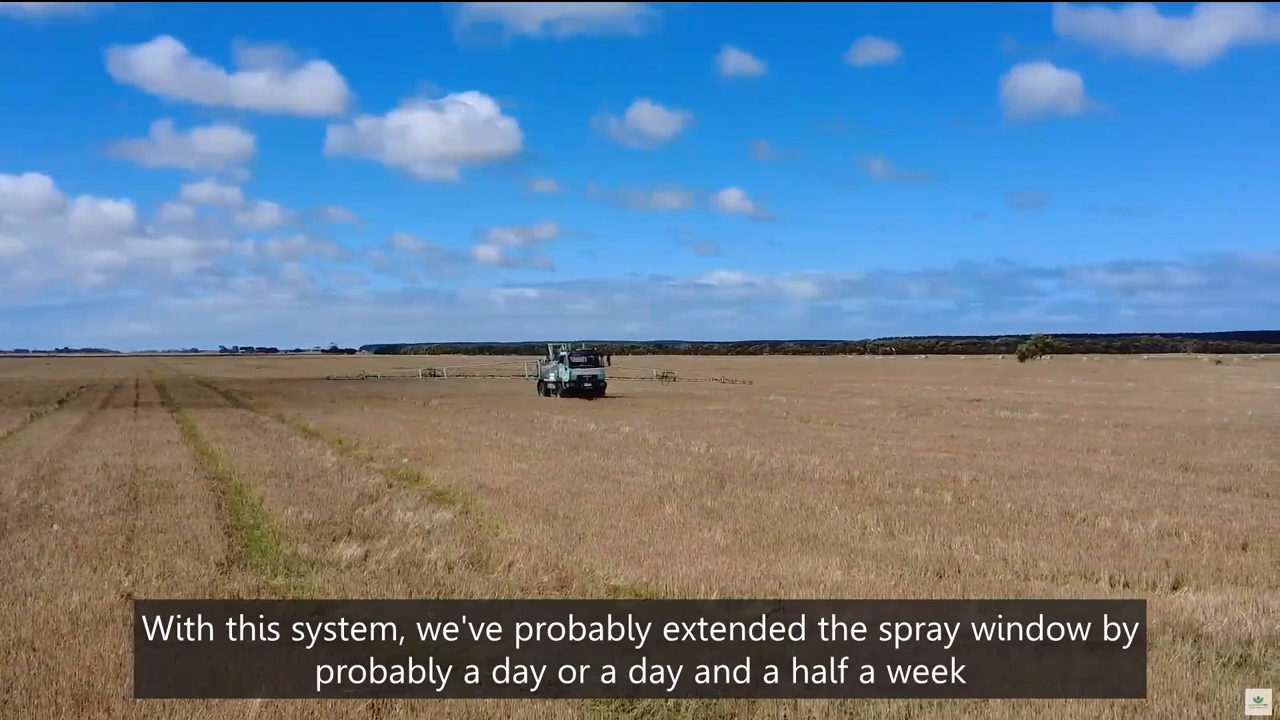 With this system, we've probably extended the spray window by
probably a day or a day and a half a week